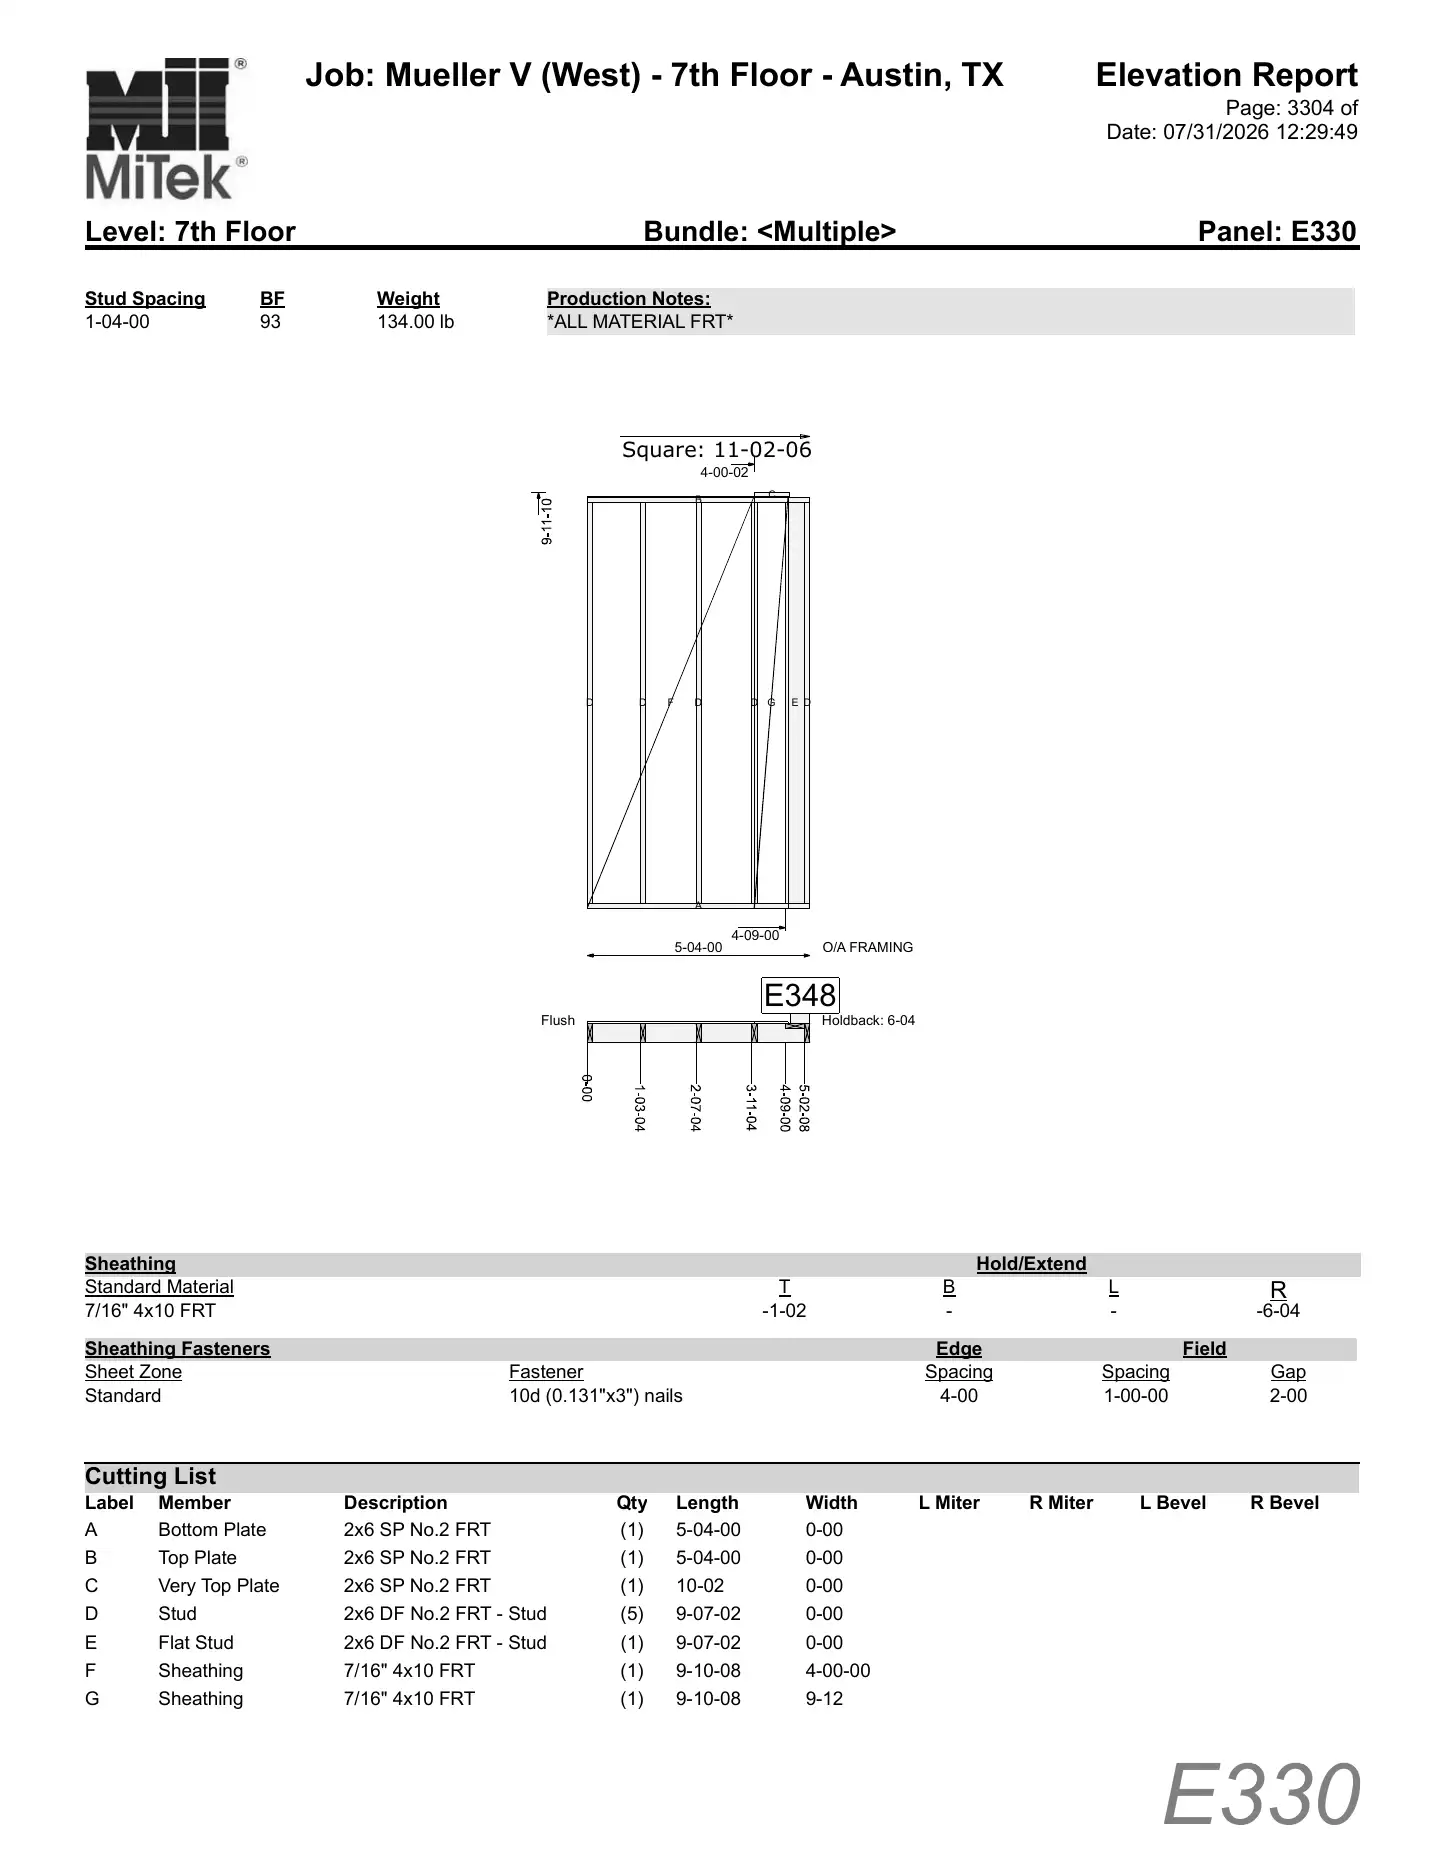 MiTek®
Job: Mueller V (West) - 7th Floor - Austin, TX
Elevation Report
Page: 3304 of
Date: 07/31/2026 12:29:49
Level: 7th Floor Bundle: <Multiple> Panel: E330
Stud Spacing BF Weight Production Notes:
1-04-00 93 134.00 lb *ALL MATERIAL FRT*
Square: 11-02-06
4-00-02
9-11-10
B C
D D F D D G E D
A
4-09-00
5-04-00 O/A FRAMING
E348
Flush Holdback: 6-04
0-00 1-03-04 2-07-04 3-11-04 4-09-00 5-02-08
Sheathing Hold/Extend
Standard Material T B L R
7/16" 4x10 FRT -1-02 - - -6-04
Sheathing Fasteners Edge Field
Sheet Zone Fastener Spacing Spacing Gap
Standard 10d (0.131"x3") nails 4-00 1-00-00 2-00
Cutting List
Label Member Description Qty Length Width L Miter R Miter L Bevel R Bevel
A Bottom Plate 2x6 SP No.2 FRT (1) 5-04-00 0-00
B Top Plate 2x6 SP No.2 FRT (1) 5-04-00 0-00
C Very Top Plate 2x6 SP No.2 FRT (1) 10-02 0-00
D Stud 2x6 DF No.2 FRT - Stud (5) 9-07-02 0-00
E Flat Stud 2x6 DF No.2 FRT - Stud (1) 9-07-02 0-00
F Sheathing 7/16" 4x10 FRT (1) 9-10-08 4-00-00
G Sheathing 7/16" 4x10 FRT (1) 9-10-08 9-12
E330